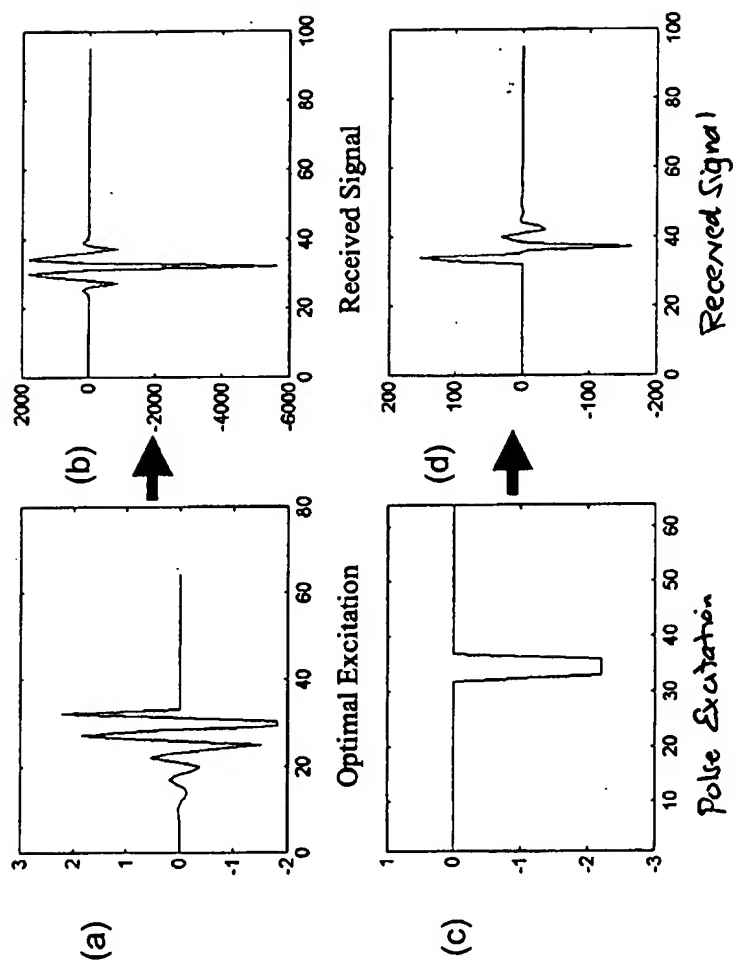 (a)
3
2
1
0
-1
-2
0 20 40 60 80
Optimal Excitation
(b)
2000
0
-2000
-4000
-6000
0 20 40 60 80 100
Received Signal
(c)
1
0
-1
-2
-3
10 20 30 40 50 60
Pulse Excitation
(d)
200
100
0
-100
-200
0 20 40 60 80 100
Received Signal